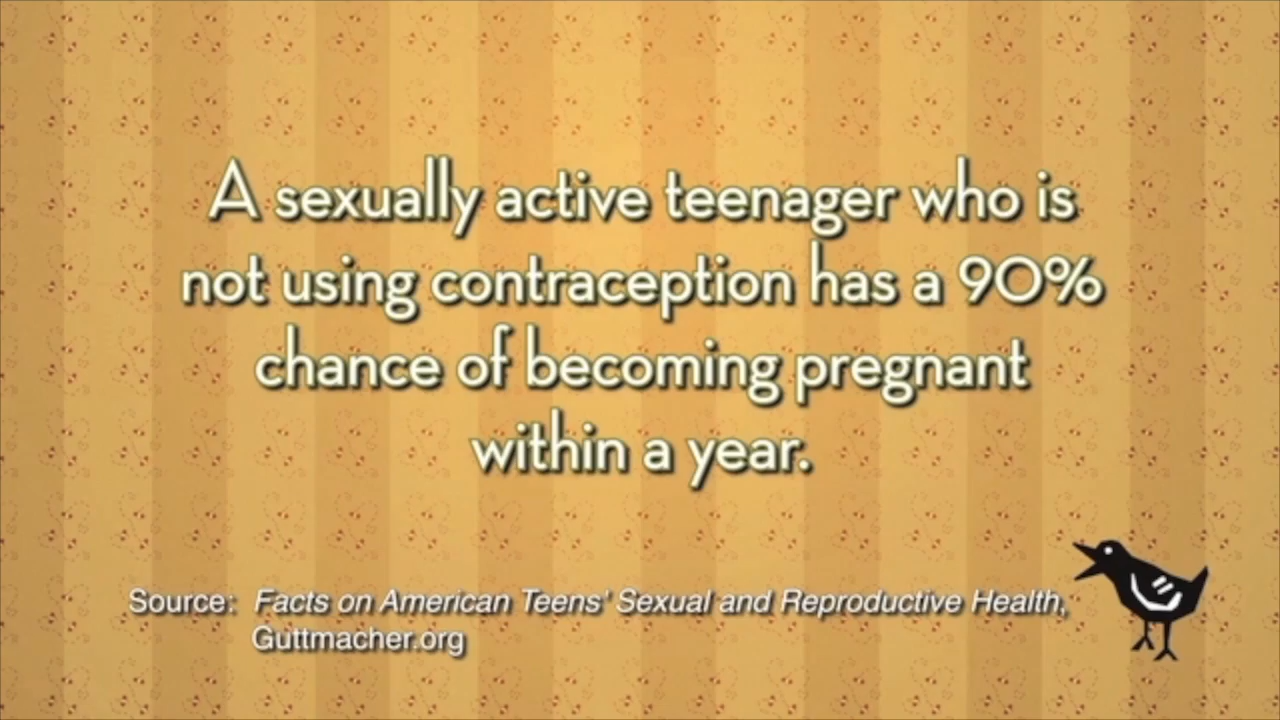 A sexually active teenager who is
not using contraception has a 90%
chance of becoming pregnant
within a year.
Source: Facts on American Teens' Sexual and Reproductive Health,
Guttmacher.org